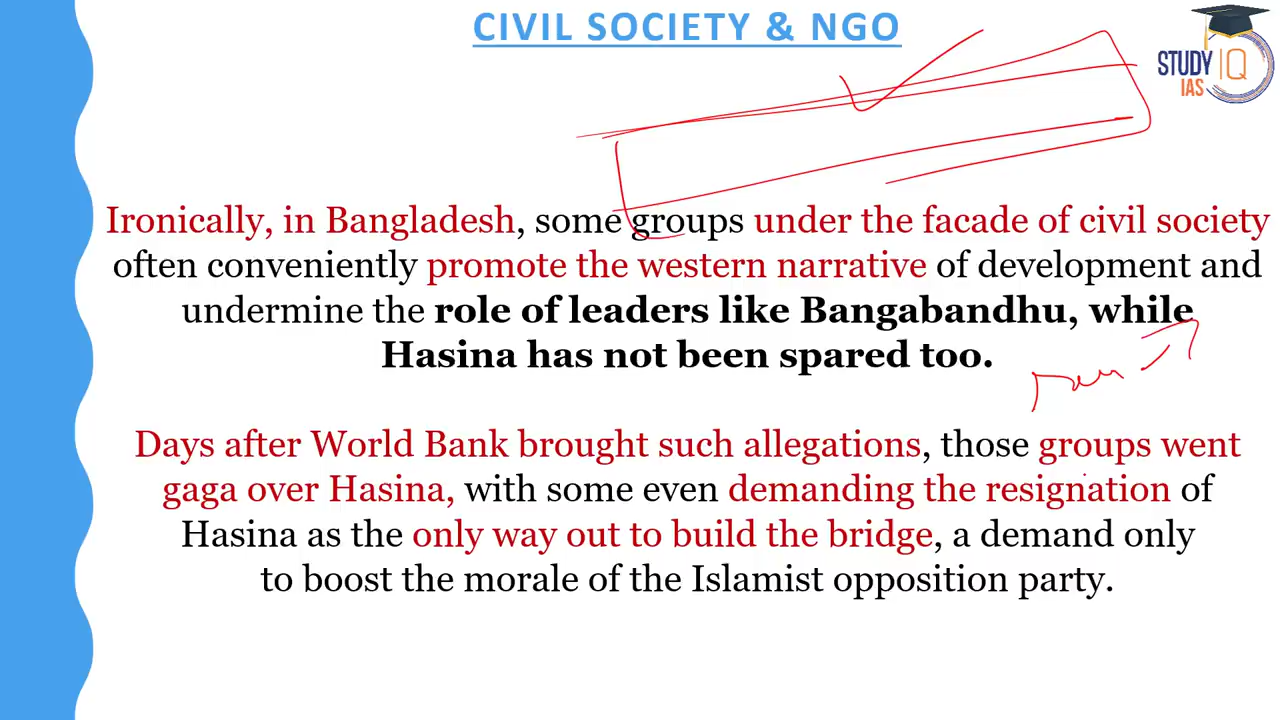 CIVIL SOCIETY & NGO
STUDY IQ
IAS
Ironically, in Bangladesh, some groups under the facade of civil society
often conveniently promote the western narrative of development and
undermine the role of leaders like Bangabandhu, while
Hasina has not been spared too.
Days after World Bank brought such allegations, those groups went
gaga over Hasina, with some even demanding the resignation of
Hasina as the only way out to build the bridge, a demand only
to boost the morale of the Islamist opposition party.